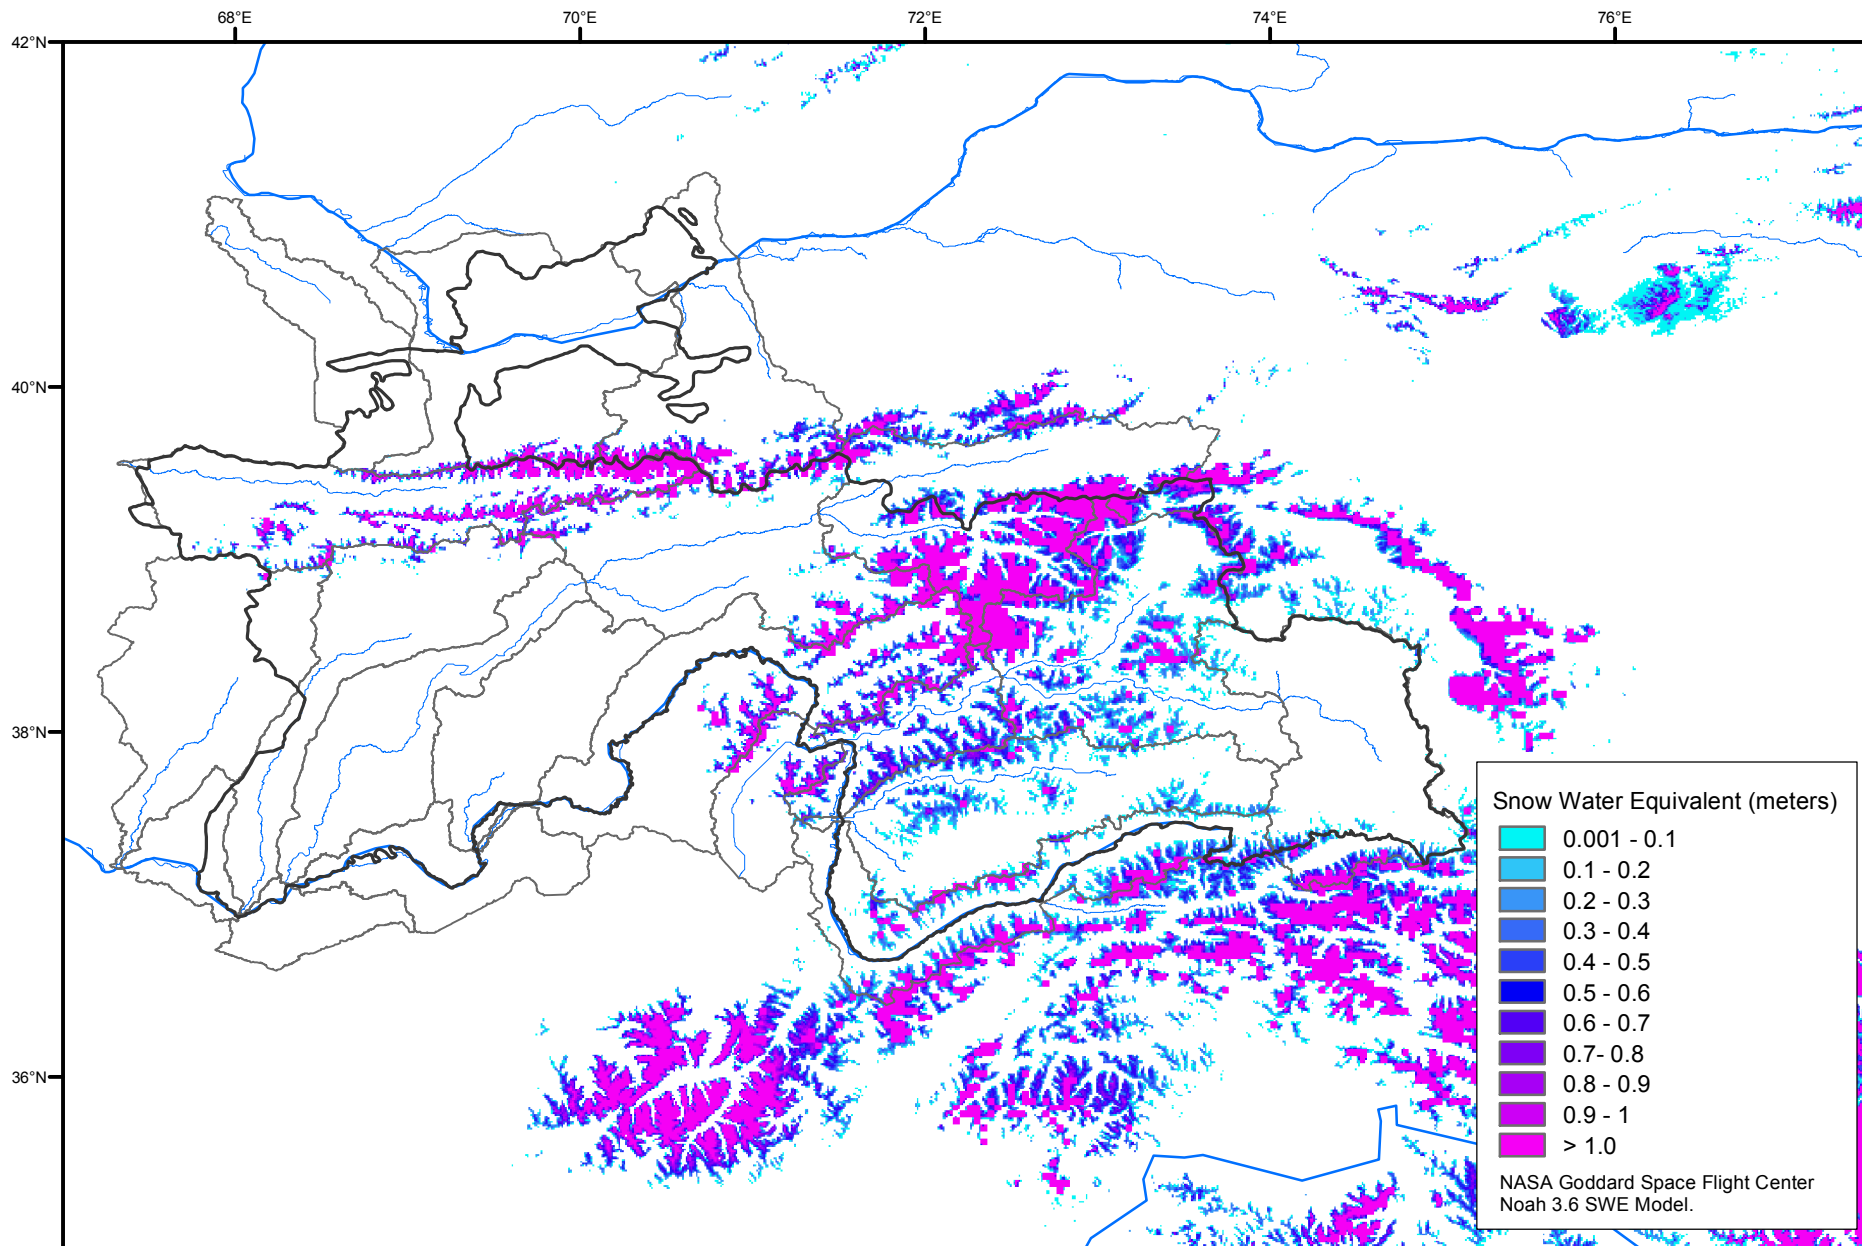 68°E 70°E 72°E 74°E 76°E
42°N
40°N
38°N
36°N
Snow Water Equivalent (meters)
0.001 - 0.1
0.1 - 0.2
0.2 - 0.3
0.3 - 0.4
0.4 - 0.5
0.5 - 0.6
0.6 - 0.7
0.7- 0.8
0.8 - 0.9
0.9 - 1
> 1.0
NASA Goddard Space Flight Center
Noah 3.6 SWE Model.